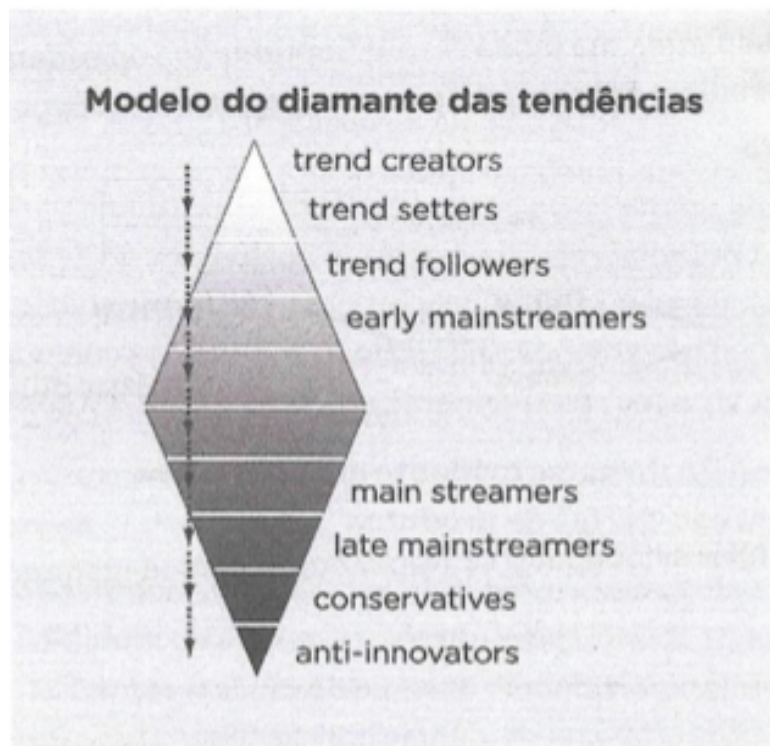 Modelo do diamante das tendências
trend creators
trend setters
trend followers
early mainstreamers
main streamers
late mainstreamers
conservatives
anti-innovators